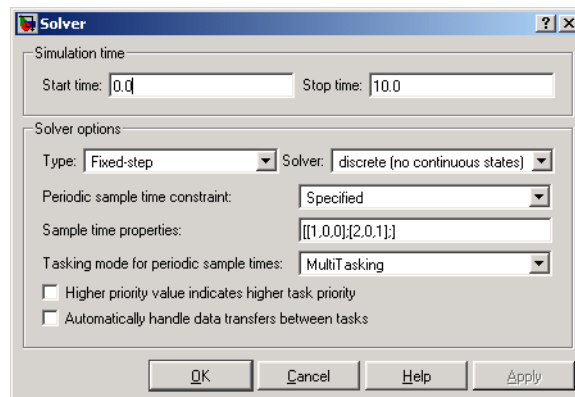 Solver
Simulation time
Start time: 0.0 Stop time: 10.0
Solver options
Type: Fixed-step Solver: discrete (no continuous states)
Periodic sample time constraint: Specified
Sample time properties: [[1,0,0];[2,0,1];]
Tasking mode for periodic sample times: MultiTasking
Higher priority value indicates higher task priority
Automatically handle data transfers between tasks
OK Cancel Help Apply